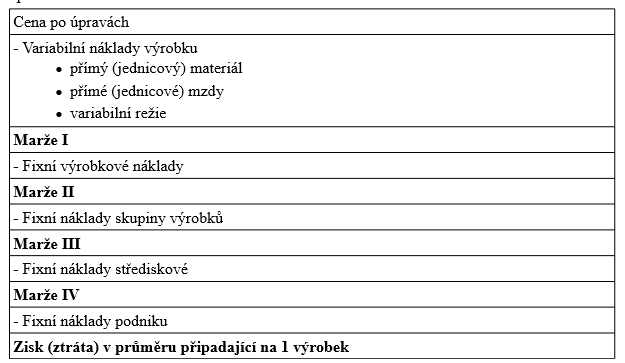 Cena po úpravách
- Variabilní náklady výrobku
• přímý (jednicový) materiál
• přímé (jednicové) mzdy
• variabilní režie
Marže I
- Fixní výrobkové náklady
Marže II
- Fixní náklady skupiny výrobků
Marže III
- Fixní náklady střediskové
Marže IV
- Fixní náklady podniku
Zisk (ztráta) v průměru připadající na 1 výrobek